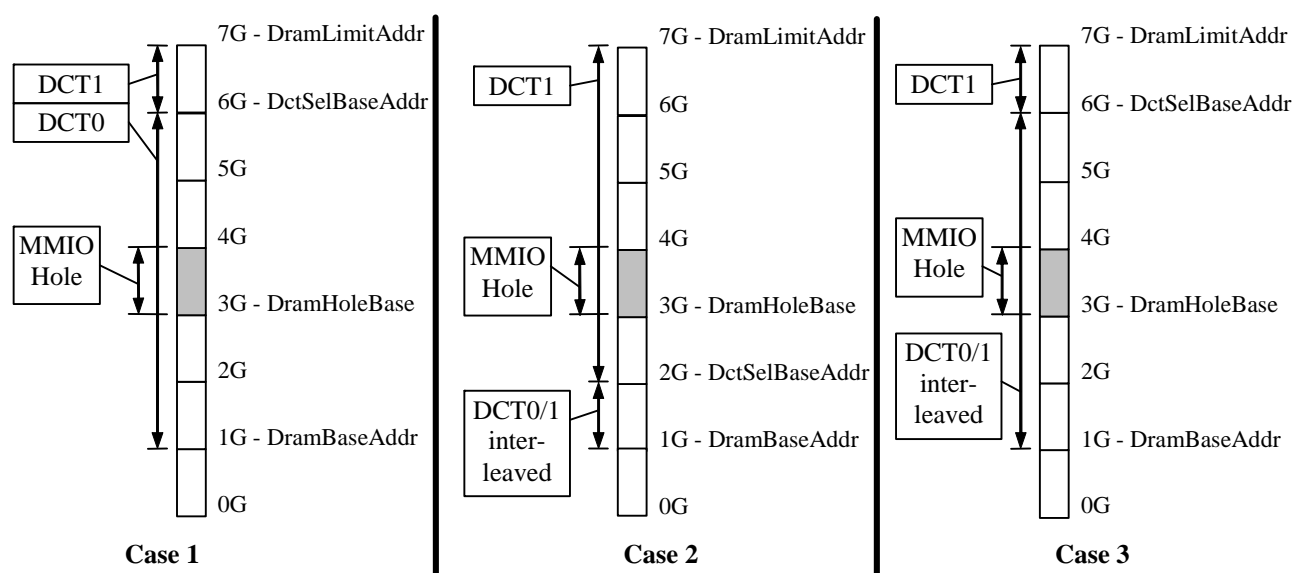 7G - DramLimitAddr
DCT1
6G - DctSelBaseAddr
DCT0
5G
4G
MMIO
Hole
3G - DramHoleBase
2G
1G - DramBaseAddr
0G
Case 1
7G - DramLimitAddr
DCT1
6G
5G
4G
MMIO
Hole
3G - DramHoleBase
2G - DctSelBaseAddr
DCT0/1
inter-
leaved
1G - DramBaseAddr
0G
Case 2
7G - DramLimitAddr
DCT1
6G - DctSelBaseAddr
5G
4G
MMIO
Hole
3G - DramHoleBase
DCT0/1
inter-
leaved
2G
1G - DramBaseAddr
0G
Case 3